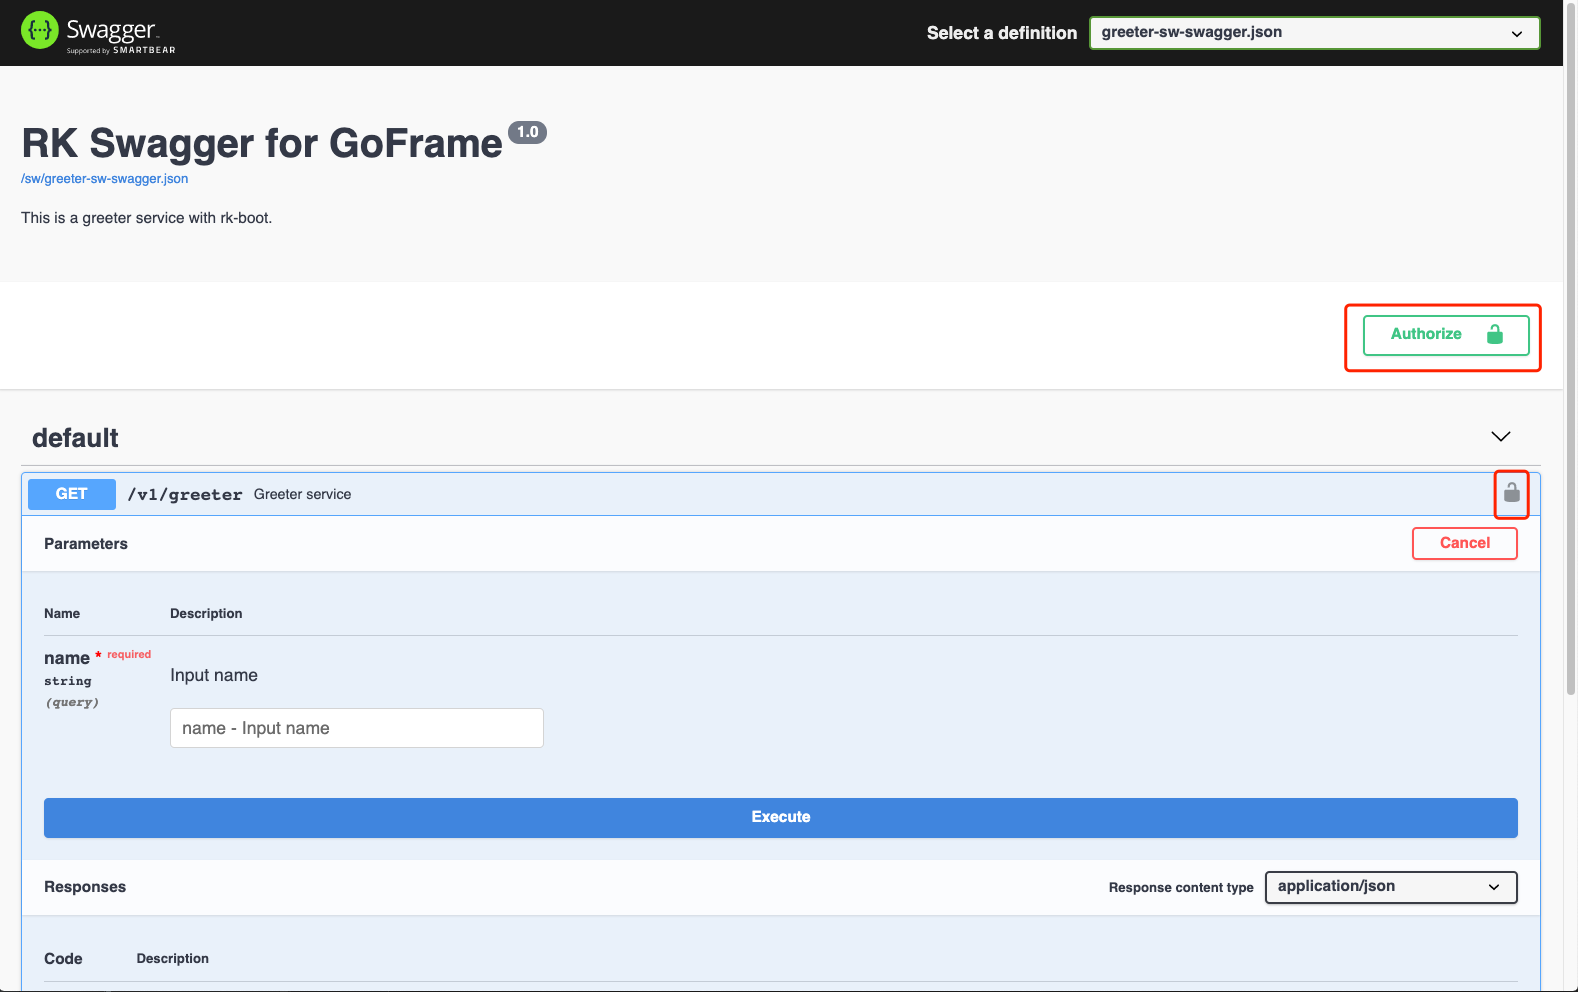 Swagger
Supported by SMARTBEAR
Select a definition
greeter-sw-swagger.json
RK Swagger for GoFrame 1.0
/sw/greeter-sw-swagger.json
This is a greeter service with rk-boot.
Authorize
default
GET /v1/greeter Greeter service
Parameters
Cancel
Name Description
name * required
string
(query)
Input name
name - Input name
Execute
Responses
Response content type
application/json
Code Description